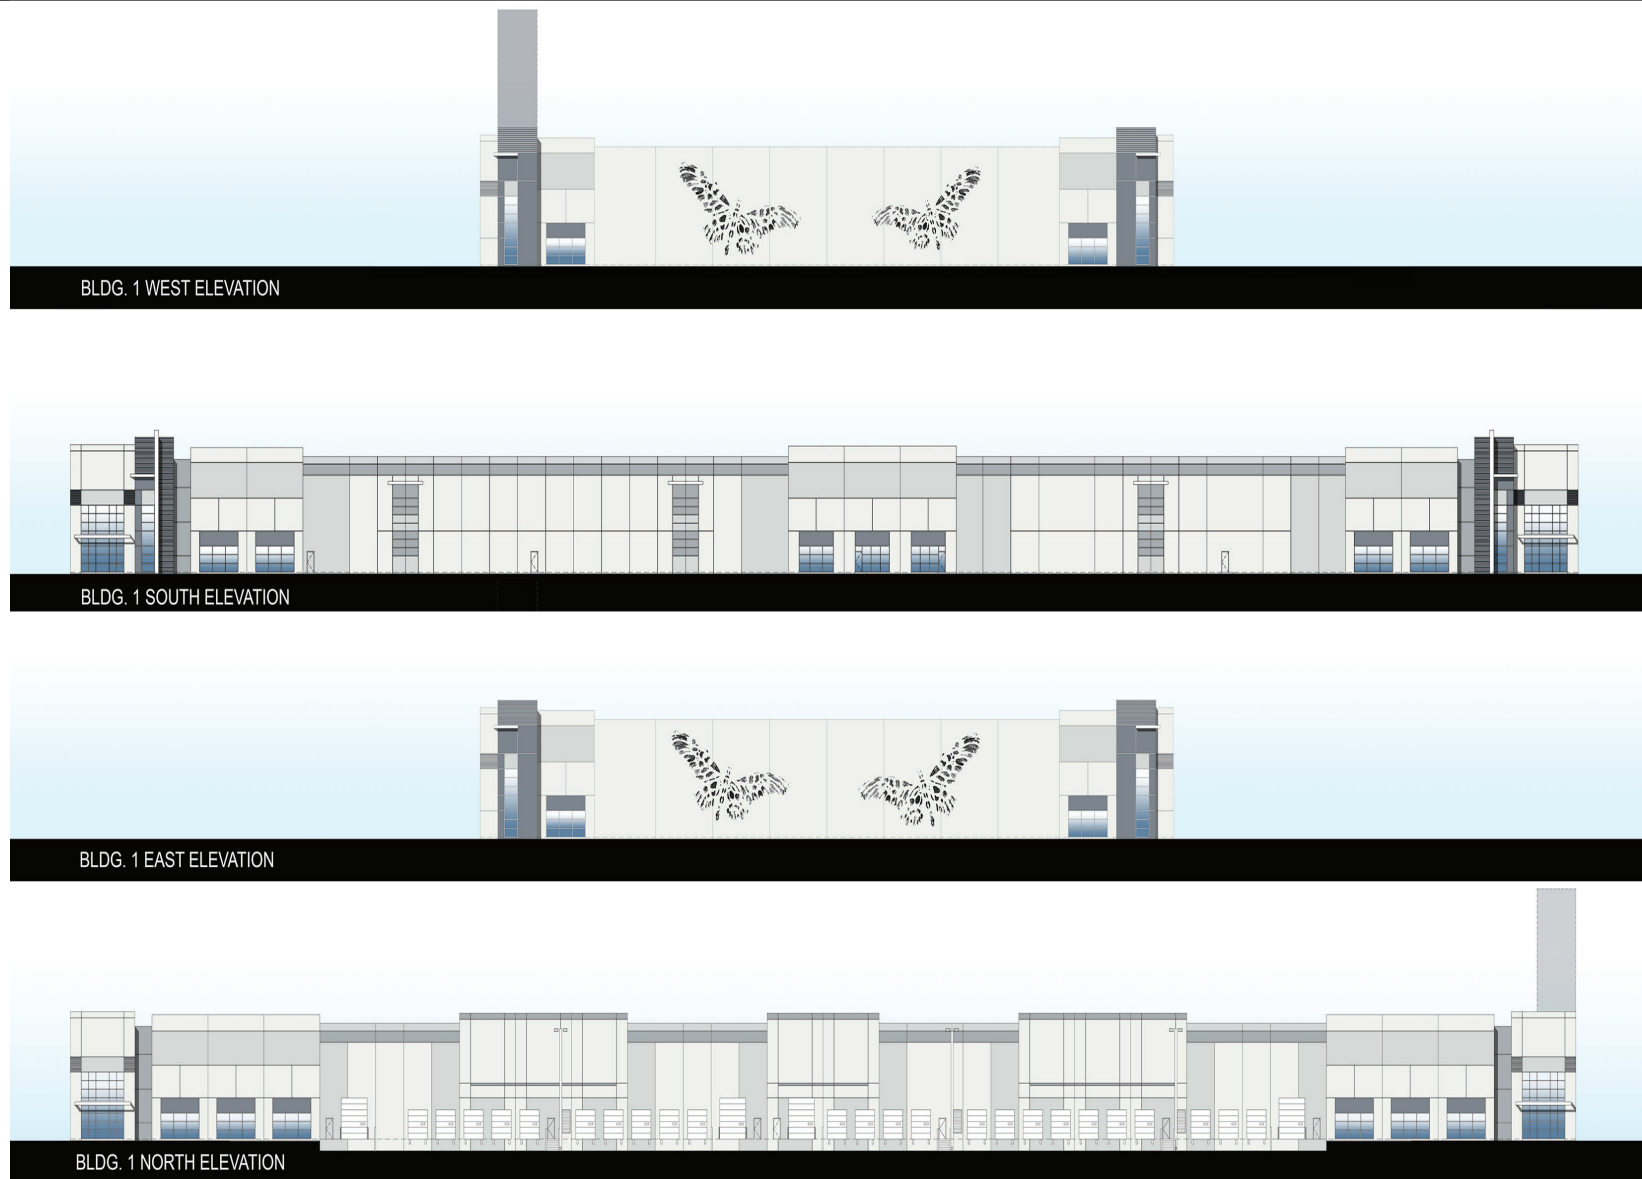 BLDG. 1 WEST ELEVATION
BLDG. 1 SOUTH ELEVATION
BLDG. 1 EAST ELEVATION
BLDG. 1 NORTH ELEVATION